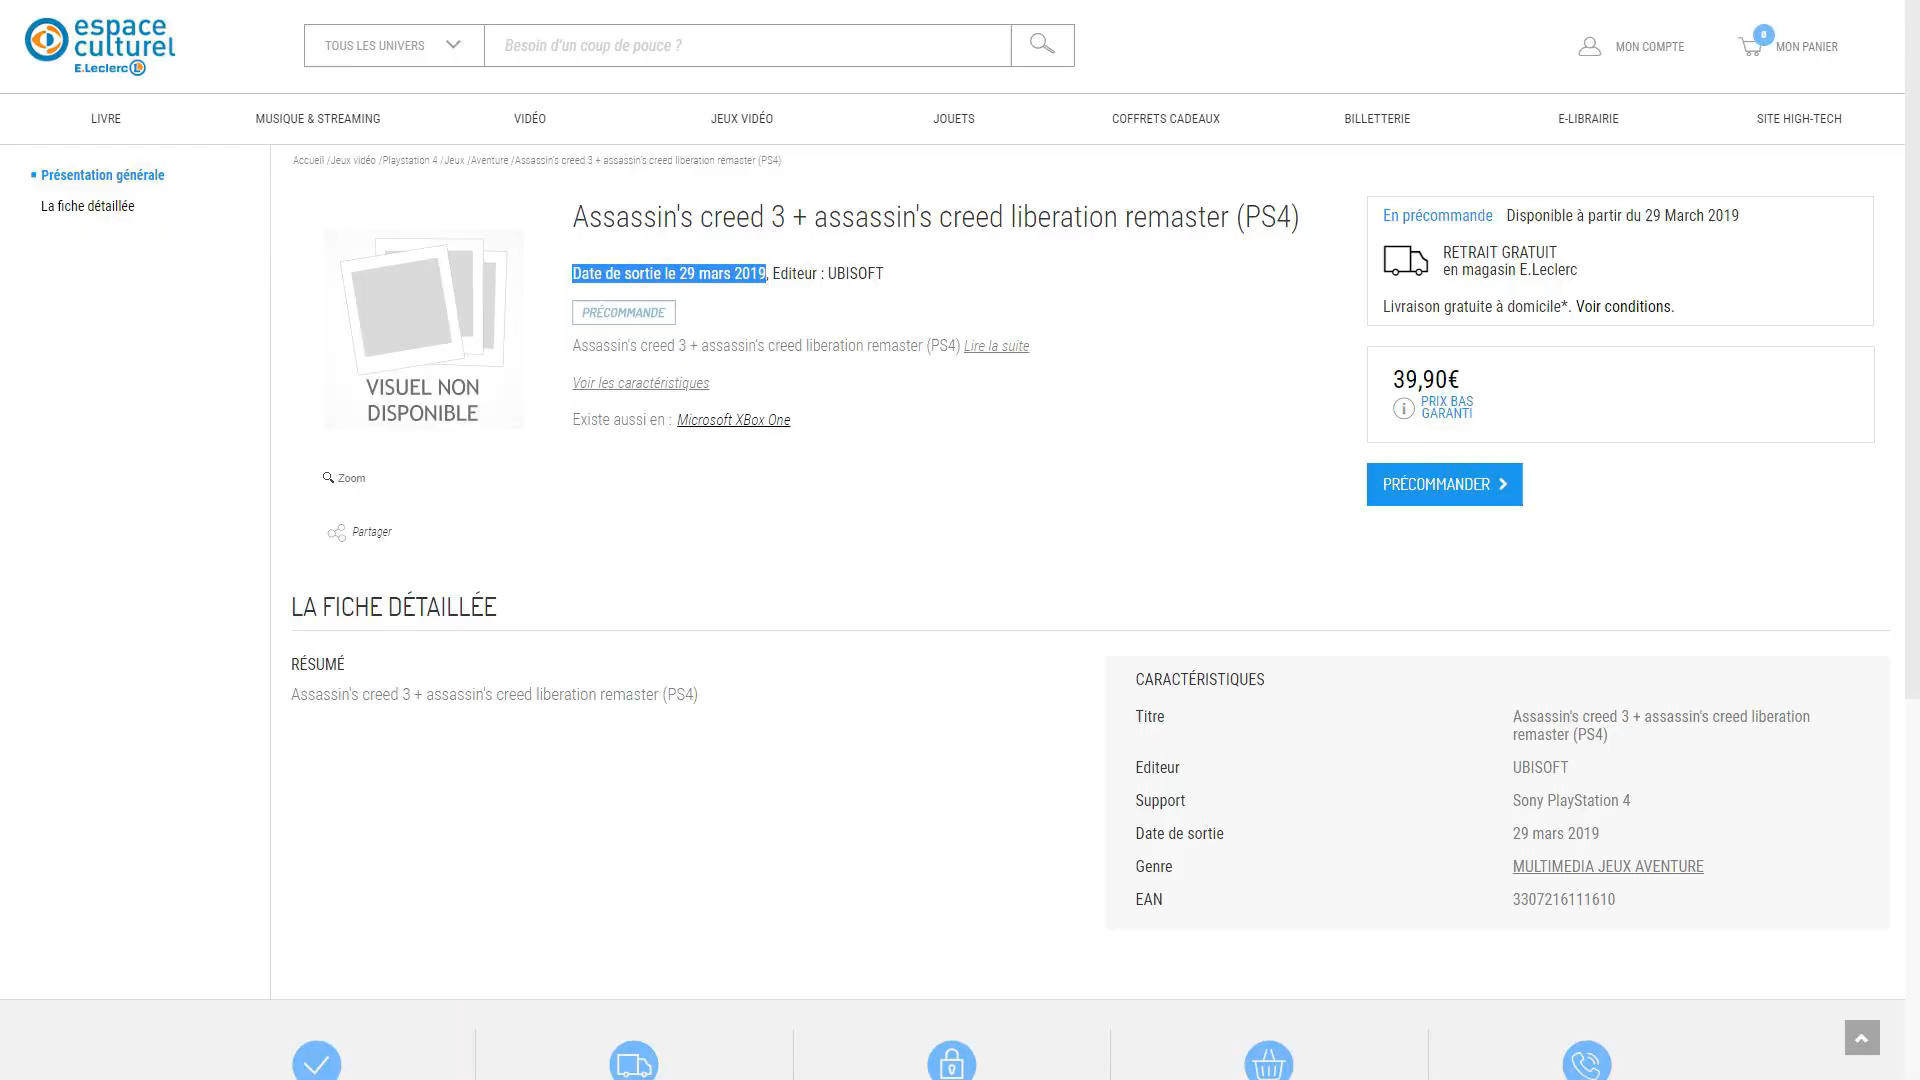 espace
culturel
E.Leclerc
TOUS LES UNIVERS
Besoin d'un coup de pouce ?
MON COMPTE
0
MON PANIER
LIVRE
MUSIQUE & STREAMING
VIDÉO
JEUX VIDÉO
JOUETS
COFFRETS CADEAUX
BILLETTERIE
E-LIBRAIRIE
SITE HIGH-TECH
Présentation générale
La fiche détaillée
Accueil /Jeux vidéo /Playstation 4 /Jeux /Aventure /Assassin's creed 3 + assassin's creed liberation remaster (PS4)
VISUEL NON
DISPONIBLE
Zoom
Partager
Assassin's creed 3 + assassin's creed liberation remaster (PS4)
Date de sortie le 29 mars 2019, Editeur : UBISOFT
PRÉCOMMANDE
Assassin's creed 3 + assassin's creed liberation remaster (PS4) Lire la suite
Voir les caractéristiques
Existe aussi en : Microsoft XBox One
En précommande Disponible à partir du 29 March 2019
RETRAIT GRATUIT
en magasin E.Leclerc
Livraison gratuite à domicile*. Voir conditions.
39,90€
PRIX BAS
GARANTI
PRÉCOMMANDER
LA FICHE DÉTAILLÉE
RÉSUMÉ
Assassin's creed 3 + assassin's creed liberation remaster (PS4)
CARACTÉRISTIQUES
Titre
Assassin's creed 3 + assassin's creed liberation
remaster (PS4)
Editeur
UBISOFT
Support
Sony PlayStation 4
Date de sortie
29 mars 2019
Genre
MULTIMEDIA JEUX AVENTURE
EAN
3307216111610